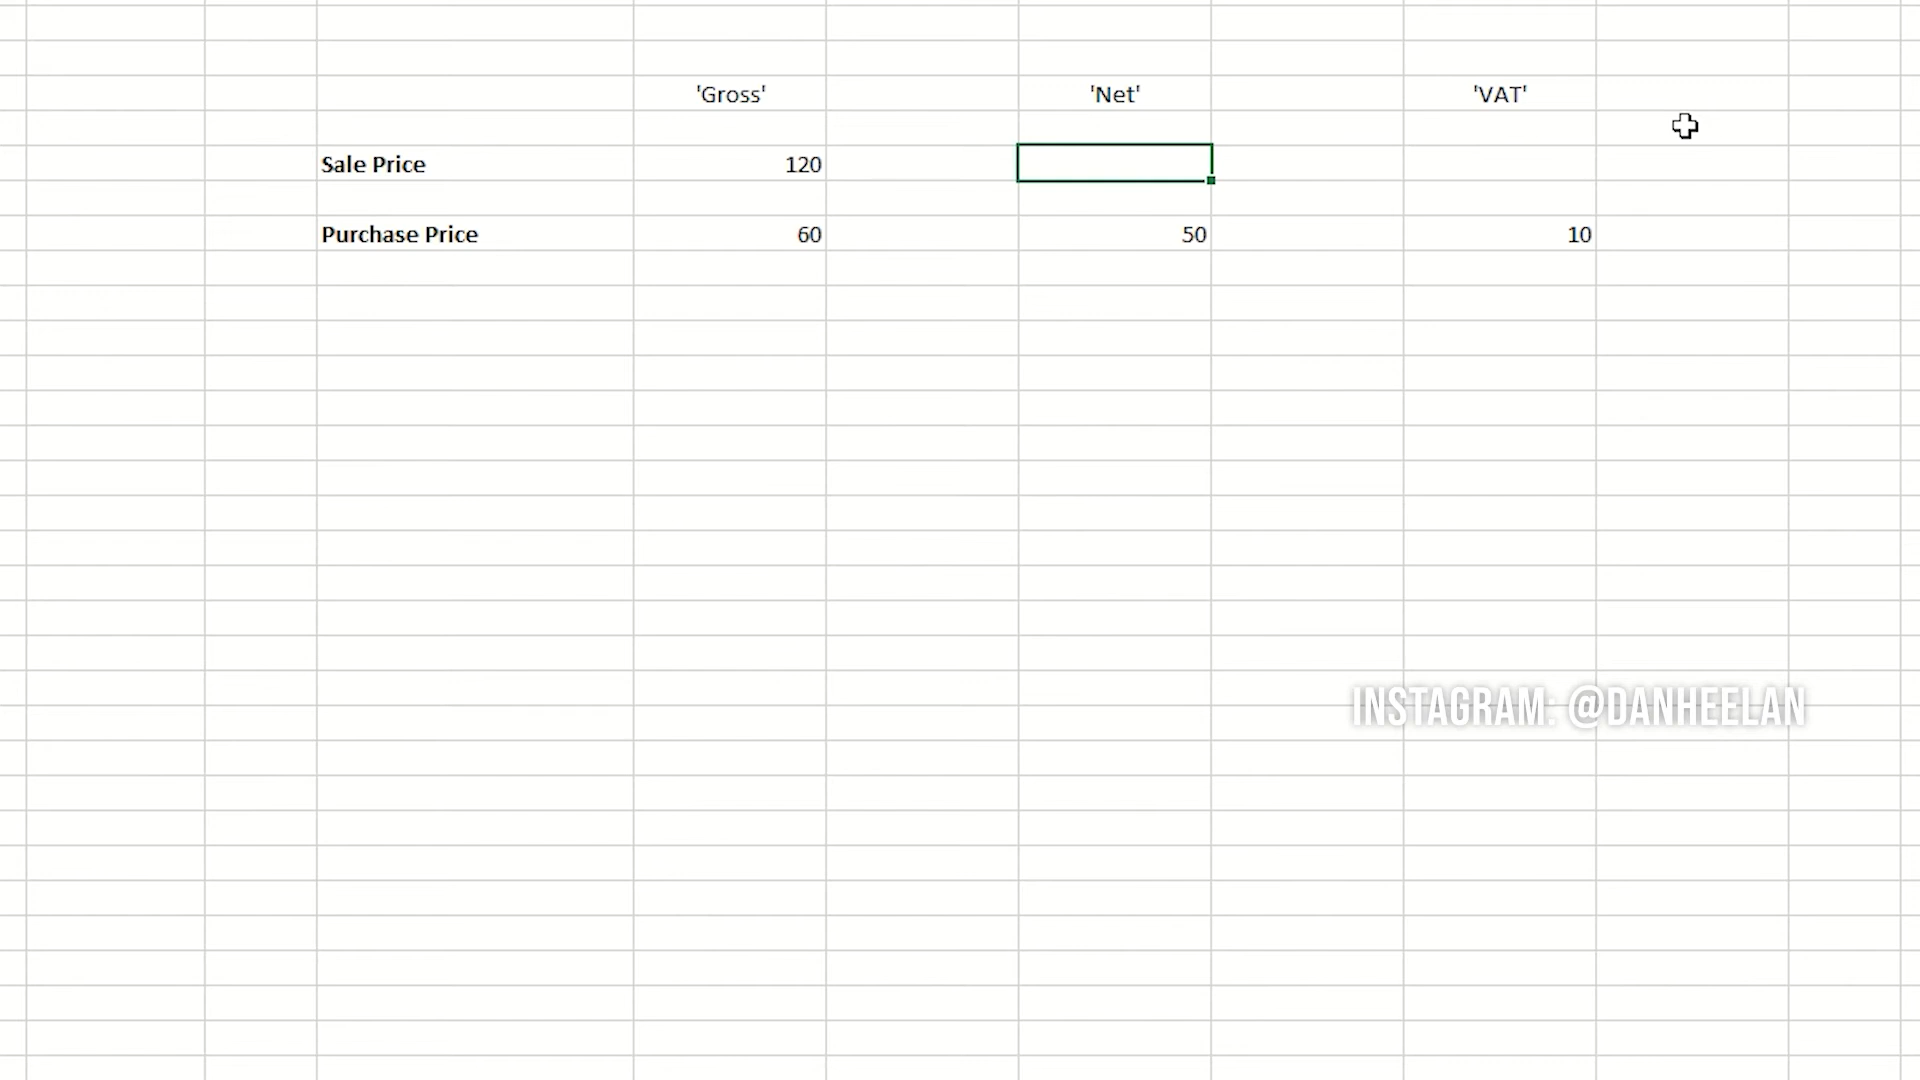 'Gross' 'Net' 'VAT'
Sale Price 120
Purchase Price 60 50 10
INSTAGRAM: @DANHEELAN